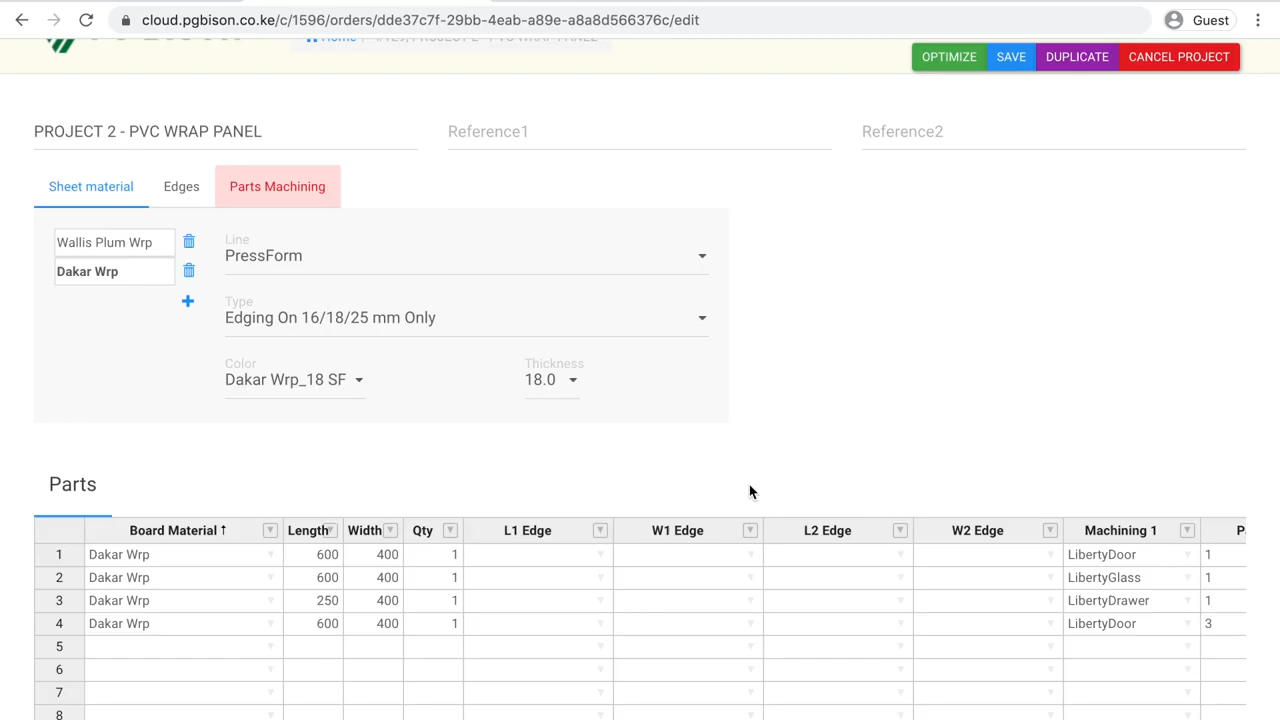 cloud.pgbison.co.ke/c/1596/orders/dde37c7f-29bb-4eab-a89e-a8a8d566376c/edit
Guest
Home
OPTIMIZE SAVE DUPLICATE CANCEL PROJECT
PROJECT 2 - PVC WRAP PANEL Reference1 Reference2
Sheet material Edges Parts Machining
Wallis Plum Wrp
Dakar Wrp
Line
PressForm
Type
Edging On 16/18/25 mm Only
Color Thickness
Dakar Wrp_18 SF 18.0
Parts
Board Material ↑ Length Width Qty L1 Edge W1 Edge L2 Edge W2 Edge Machining 1
1 Dakar Wrp 600 400 1 LibertyDoor 1
2 Dakar Wrp 600 400 1 LibertyGlass 1
3 Dakar Wrp 250 400 1 LibertyDrawer 1
4 Dakar Wrp 600 400 1 LibertyDoor 3
5
6
7
8